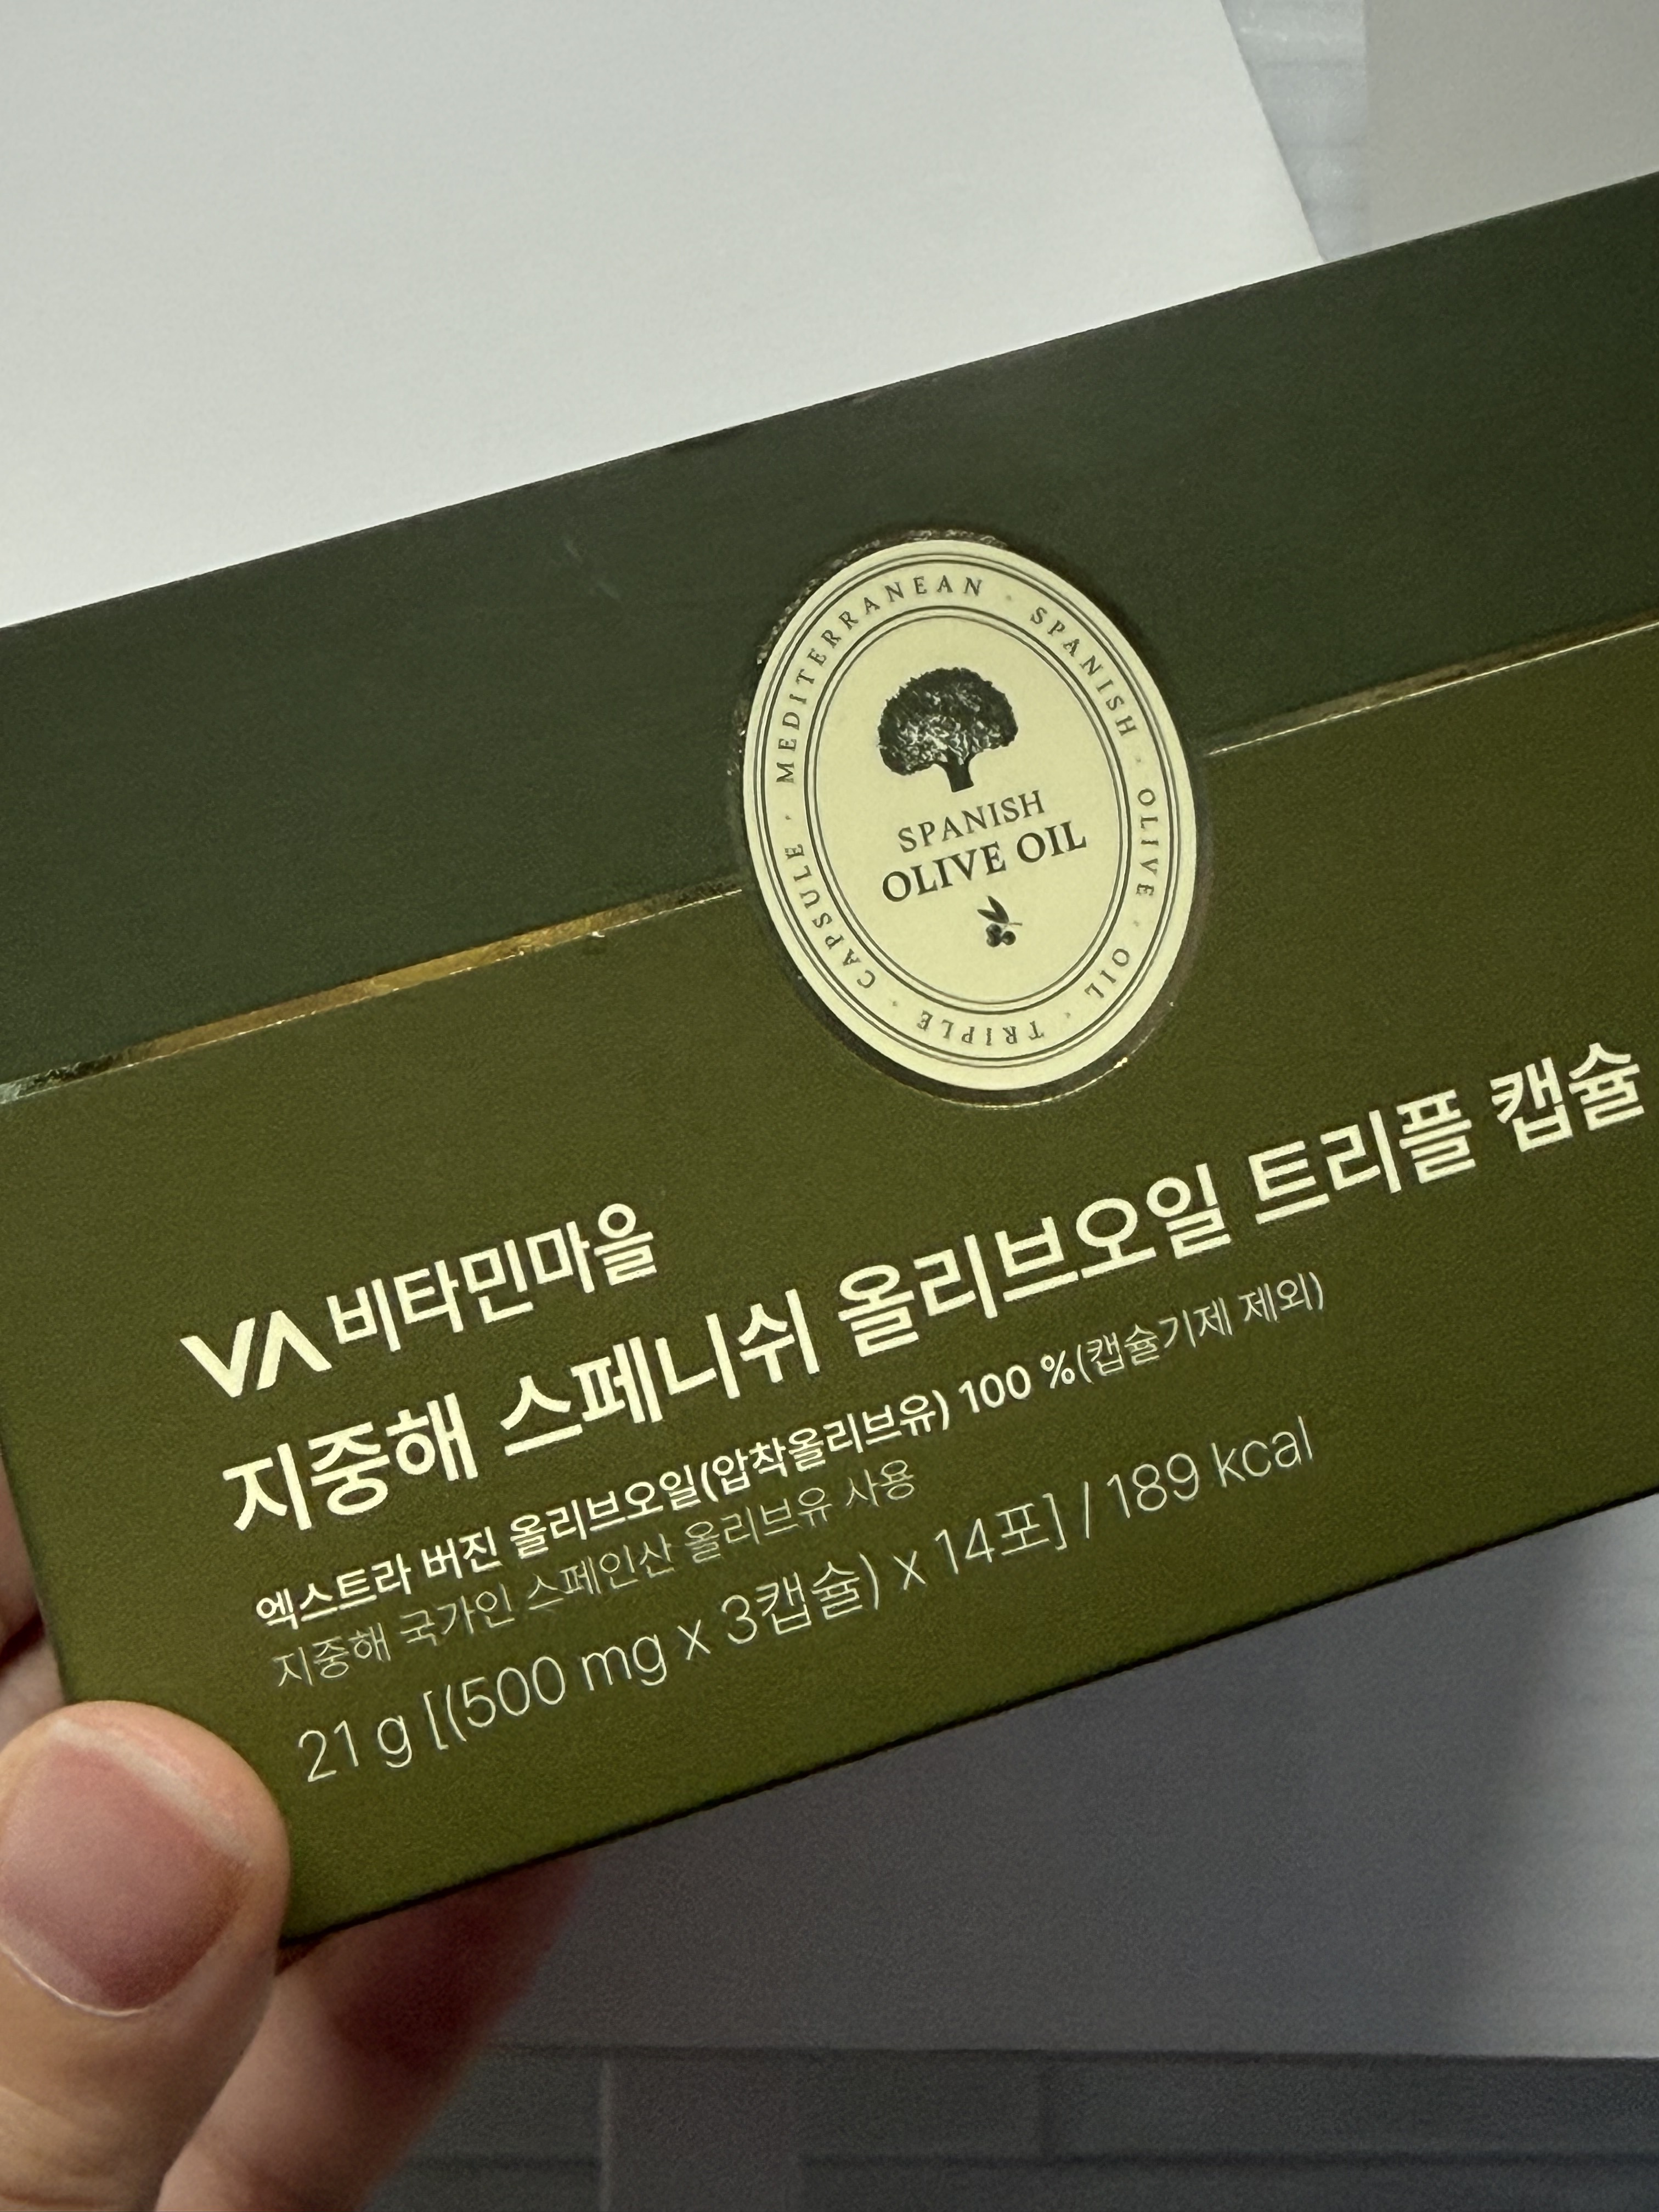 MEDITERRANEAN · SPANISH · OLIVE · OIL · TRIPLE · CAPSULE ·
SPANISH
OLIVE OIL
VA 비타민마을
지중해 스페니쉬 올리브오일 트리플 캡슐
엑스트라 버진 올리브오일(압착올리브유) 100 %(캡슐기제 제외)
지중해 국가인 스페인산 올리브유 사용
21 g [(500 mg x 3캡슐) x 14포] / 189 kcal